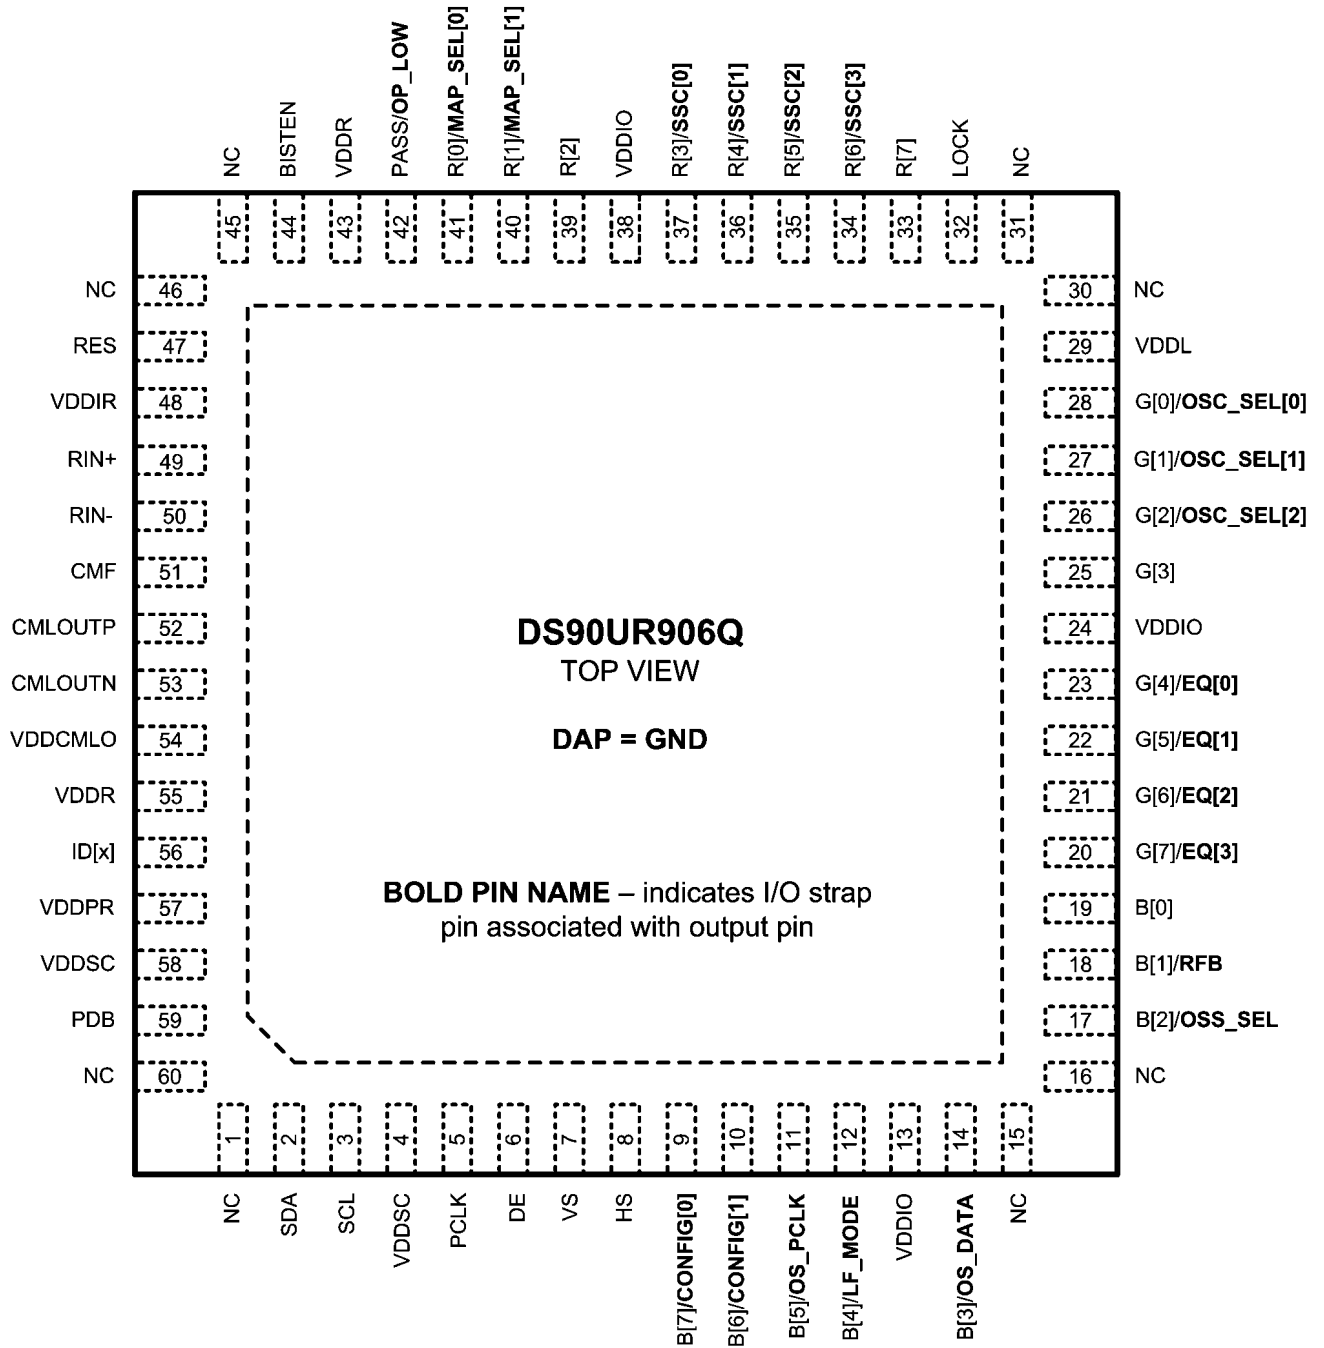 NC
BISTEN
VDDR
PASS/OP_LOW
R[0]/MAP_SEL[0]
R[1]/MAP_SEL[1]
R[2]
VDDIO
R[3]/SSC[0]
R[4]/SSC[1]
R[5]/SSC[2]
R[6]/SSC[3]
R[7]
LOCK
NC
45
44
43
42
41
40
39
38
37
36
35
34
33
32
31
NC 46
RES 47
VDDIR 48
RIN+ 49
RIN- 50
CMF 51
CMLOUTP 52
CMLOUTN 53
VDDCMLO 54
VDDR 55
ID[x] 56
VDDPR 57
VDDSC 58
PDB 59
NC 60
DS90UR906Q
TOP VIEW
DAP = GND
BOLD PIN NAME – indicates I/O strap
pin associated with output pin
30 NC
29 VDDL
28 G[0]/OSC_SEL[0]
27 G[1]/OSC_SEL[1]
26 G[2]/OSC_SEL[2]
25 G[3]
24 VDDIO
23 G[4]/EQ[0]
22 G[5]/EQ[1]
21 G[6]/EQ[2]
20 G[7]/EQ[3]
19 B[0]
18 B[1]/RFB
17 B[2]/OSS_SEL
16 NC
1
2
3
4
5
6
7
8
9
10
11
12
13
14
15
NC
SDA
SCL
VDDSC
PCLK
DE
VS
HS
B[7]/CONFIG[0]
B[6]/CONFIG[1]
B[5]/OS_PCLK
B[4]/LF_MODE
VDDIO
B[3]/OS_DATA
NC